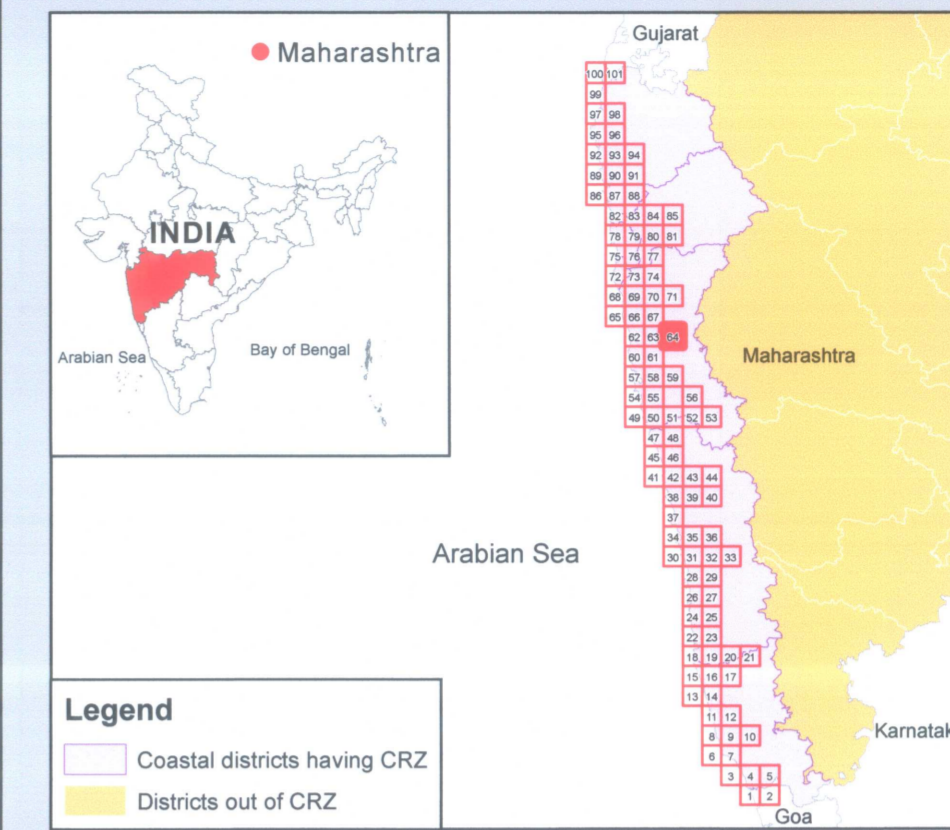 Maharashtra
INDIA
Arabian Sea
Bay of Bengal
Gujarat
100 101
99
97 98
95 96
92 93 94
89 90 91
86 87 88
82 83 84 85
78 79 80 81
75 76 77
72 73 74
68 69 70 71
65 66 67
62 63 64
Maharashtra
60 61
57 58 59
54 55 56
49 50 51 52 53
47 48
45 46
41 42 43 44
38 39 40
37
34 35 36
Arabian Sea
30 31 32 33
28 29
26 27
24 25
22 23
18 19 20 21
15 16 17
13 14
11 12
8 9 10
Karnatak
6 7
3 4 5
1 2
Goa
Legend
Coastal districts having CRZ
Districts out of CRZ